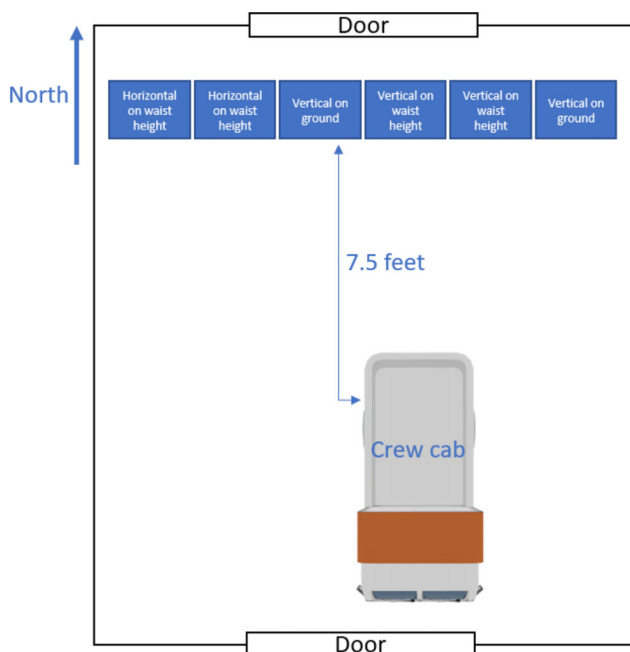 Door
North
Horizontal
on waist
height
Horizontal
on waist
height
Vertical on
ground
Vertical on
waist
height
Vertical on
waist
height
Vertical on
ground
7.5 feet
Crew cab
Door